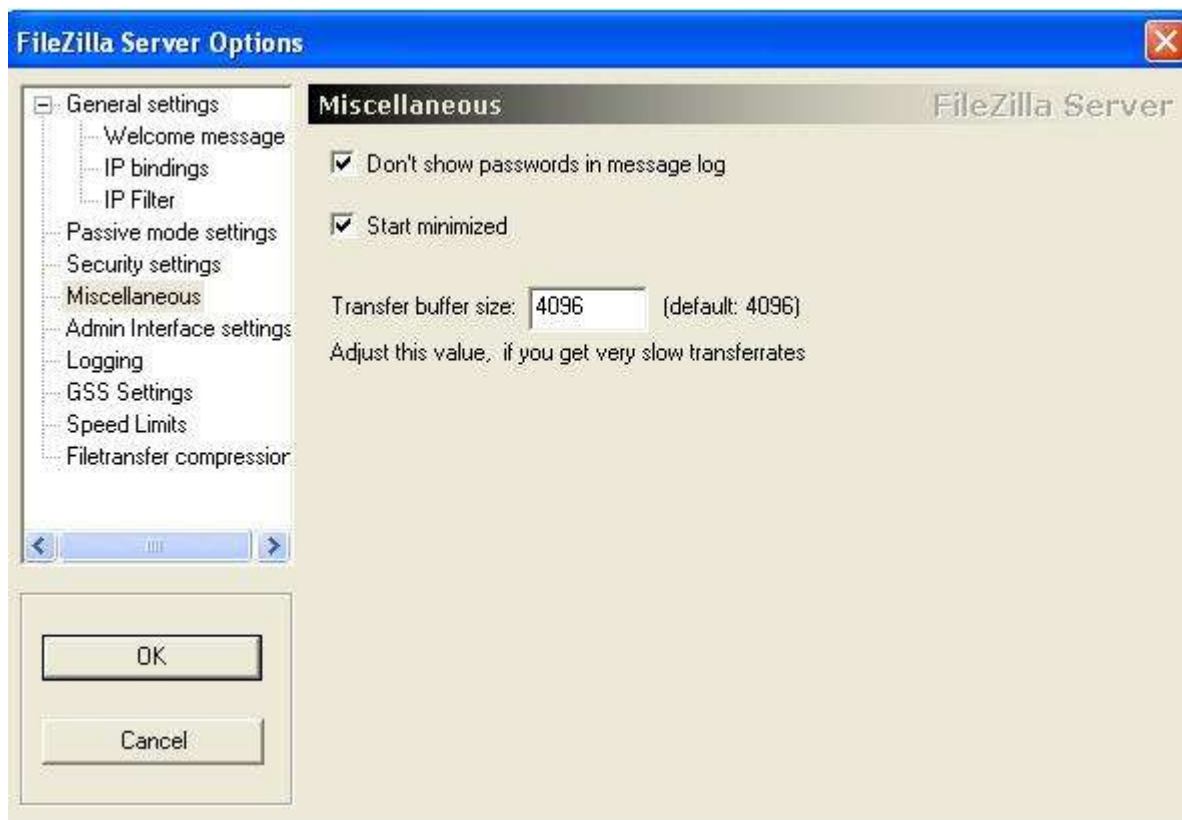 FileZilla Server Options
General settings
Welcome message
IP bindings
IP Filter
Passive mode settings
Security settings
Miscellaneous
Admin Interface settings
Logging
GSS Settings
Speed Limits
Filetransfer compression
OK
Cancel
Miscellaneous
FileZilla Server
Don't show passwords in message log
Start minimized
Transfer buffer size: 4096 (default: 4096)
Adjust this value, if you get very slow transferrates